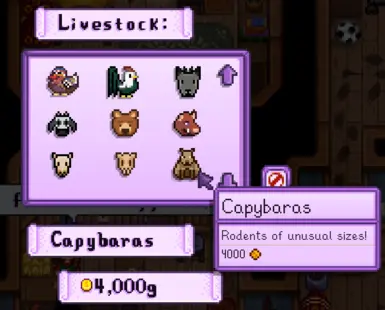 Livestock:
Capybaras
Rodents of unusual sizes!
4000
Capybaras
4,000g